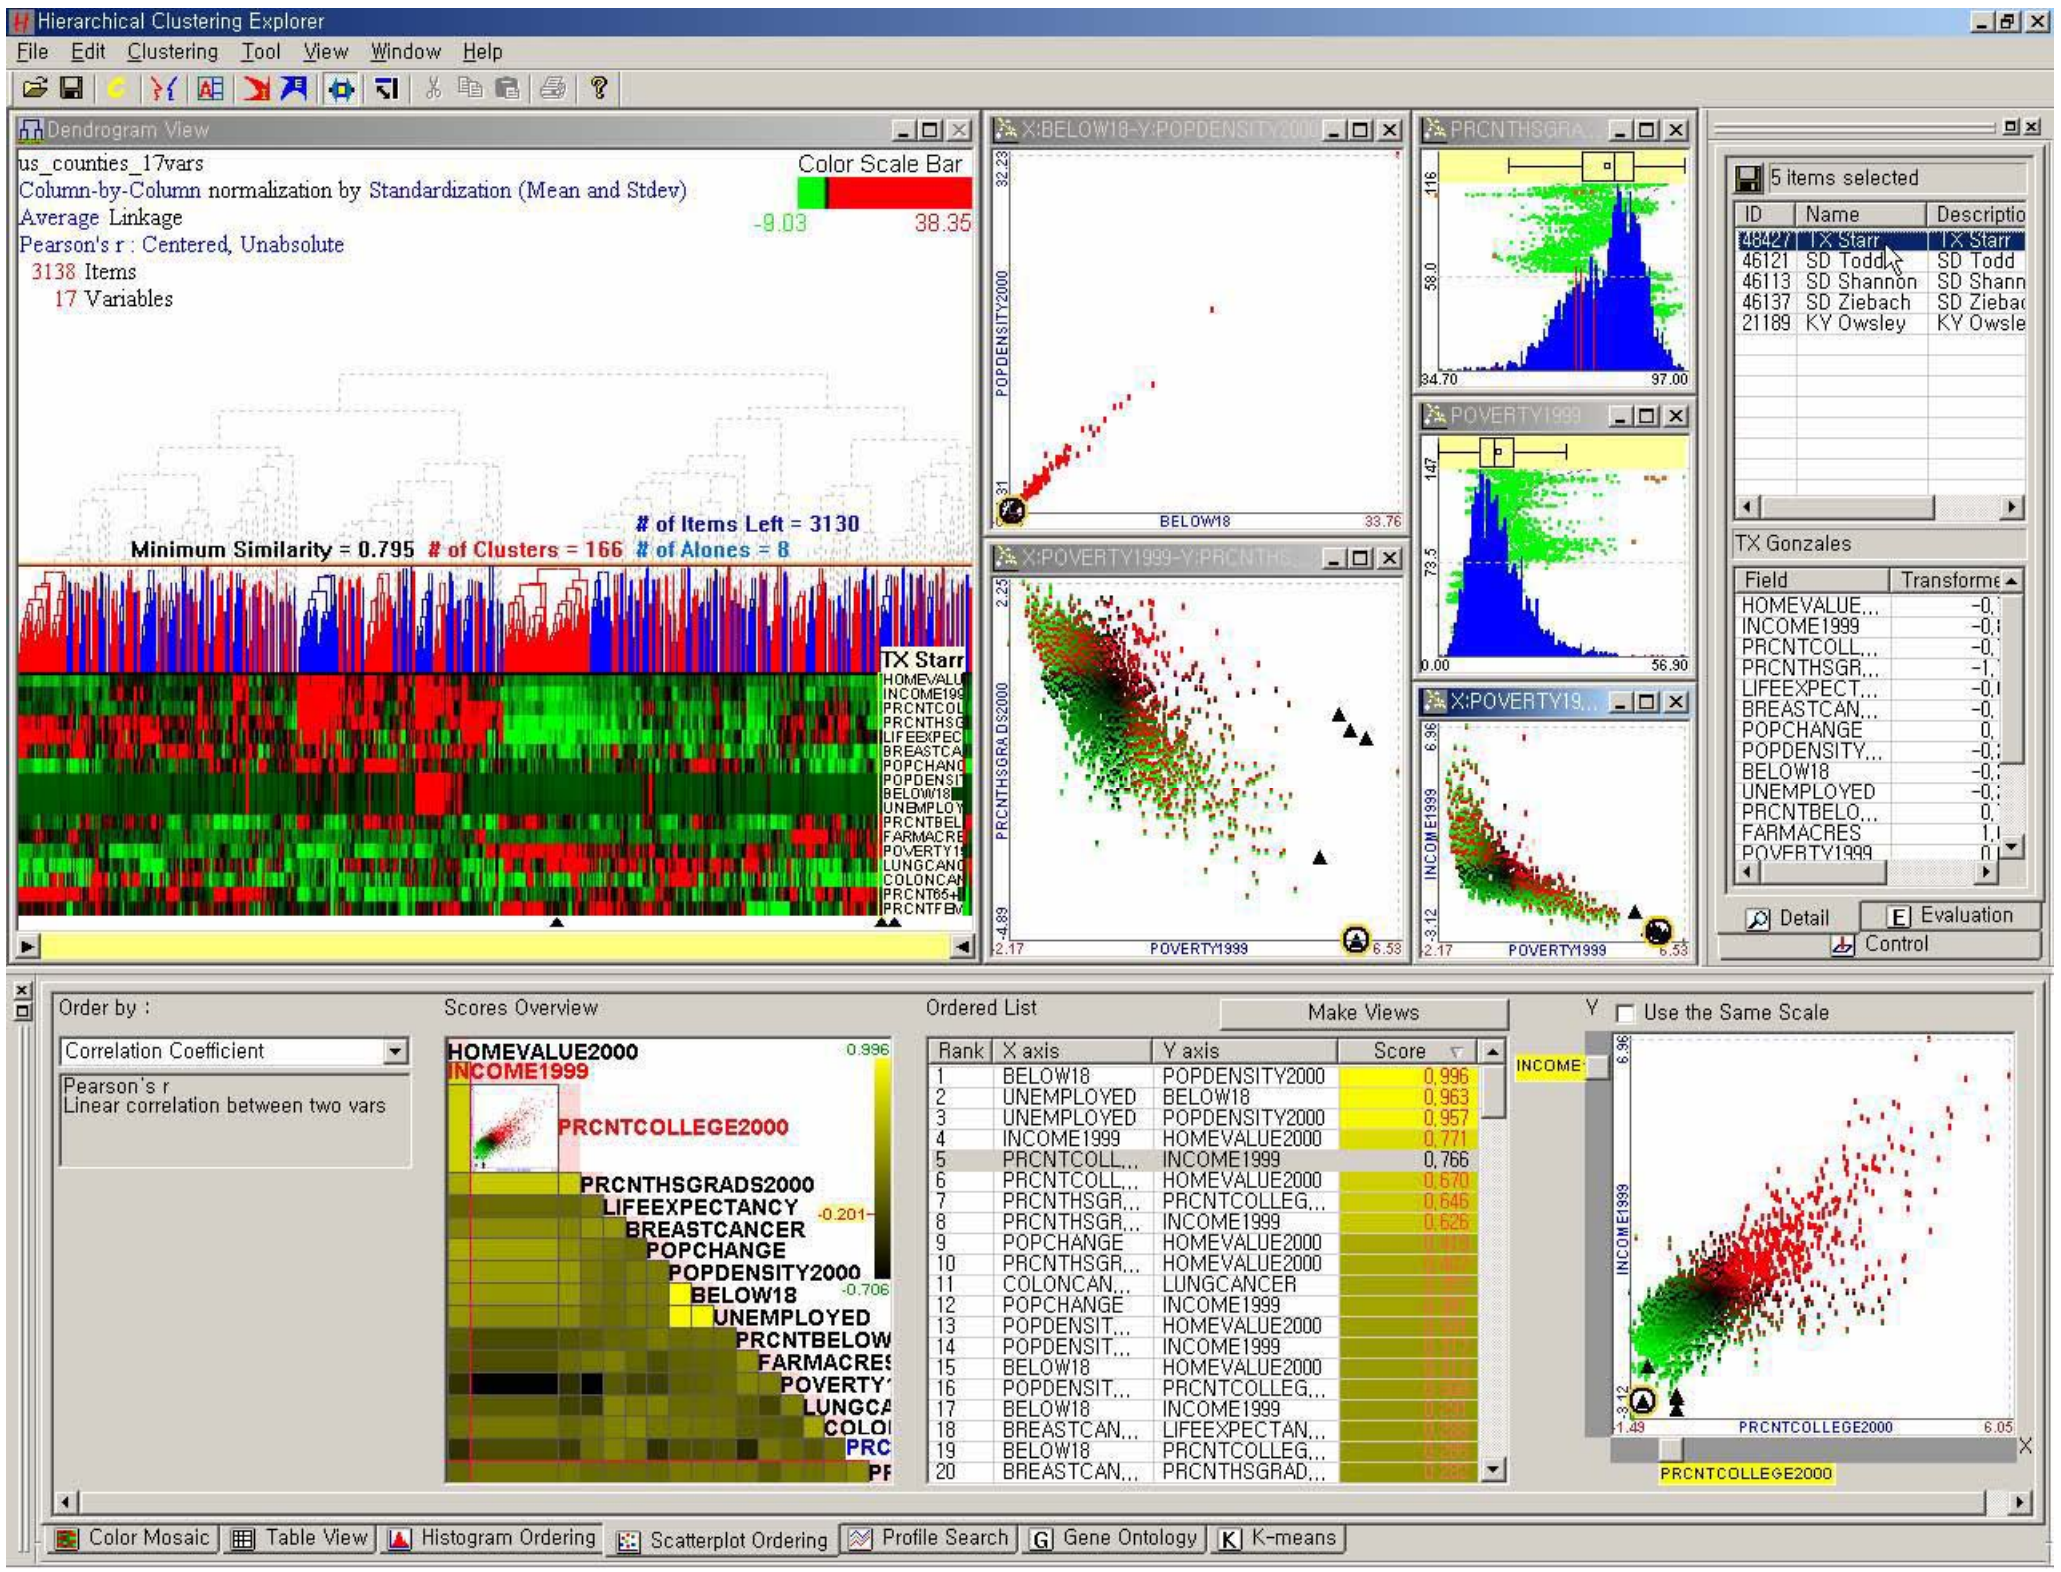 Hierarchical Clustering Explorer
File Edit Clustering Tool View Window Help
Dendrogram View
us_counties_17vars
Column-by-Column normalization by Standardization (Mean and Stdev)
Average Linkage
Pearson's r : Centered, Unabsolute
3138 Items
17 Variables
Color Scale Bar
-9.03 38.35
# of Items Left = 3130
Minimum Similarity = 0.795 # of Clusters = 166 # of Alones = 8
TX Starr
HOMEVALU
INCOME199
PRCNTCOL
PRCNTHSG
LIFEEXPEC
BREASTCA
POPCHANG
POPDENSI
BELOW18
UNEMPLOY
PRCNTBEL
FARMACRE
POVERTY1
LUNGCANC
COLONCAN
PRCNT65+
PRCNTFEM
X:BELOW18-Y:POPDENSITY2000
32.23
POPDENSITY2000
BELOW18 33.76
X:POVERTY1999-Y:PRCNTHS
2.25
PRCNTHSGRADS2000
-4.89
-2.17 POVERTY1999 6.53
PRCNTHSGRA...
116
58.0
34.70 97.00
POVERTY1999
147
73.5
0.00 56.90
X:POVERTY19...
6.96
INCOME1999
-3.12
-2.17 POVERTY1999 6.53
5 items selected
ID Name Descriptio
48427 TX Starr TX Starr
46121 SD Todd SD Todd
46113 SD Shannon SD Shann
46137 SD Ziebach SD Ziebac
21189 KY Owsley KY Owsle
TX Gonzales
Field Transforme
HOMEVALUE... -0,
INCOME1999 -0,
PRCNTCOLL... -0,
PRCNTHSGR... -1,
LIFEEXPECT... -0,
BREASTCAN... -0,
POPCHANGE 0,
POPDENSITY... -0,
BELOW18 -0,
UNEMPLOYED -0,
PRCNTBELO... 0,
FARMACRES 1,
POVERTY1999
Detail Evaluation
Control
Order by :
Correlation Coefficient
Pearson's r
Linear correlation between two vars
Scores Overview
HOMEVALUE2000
INCOME1999
PRCNTCOLLEGE2000
PRCNTHSGRADS2000
LIFEEXPECTANCY
BREASTCANCER
POPCHANGE
POPDENSITY2000
BELOW18
UNEMPLOYED
PRCNTBELOW
FARMACRES
POVERTY
LUNGCA
COLO
PRC
PF
0.996
-0.201
-0.706
Ordered List Make Views
Rank X axis Y axis Score
1 BELOW18 POPDENSITY2000 0,996
2 UNEMPLOYED BELOW18 0,963
3 UNEMPLOYED POPDENSITY2000 0,957
4 INCOME1999 HOMEVALUE2000 0,771
5 PRCNTCOLL... INCOME1999 0,766
6 PRCNTCOLL... HOMEVALUE2000 0,670
7 PRCNTHSGR... PRCNTCOLLEG... 0,646
8 PRCNTHSGR... INCOME1999 0,626
9 POPCHANGE HOMEVALUE2000
10 PRCNTHSGR... HOMEVALUE2000
11 COLONCAN... LUNGCANCER
12 POPCHANGE INCOME1999
13 POPDENSIT... HOMEVALUE2000
14 POPDENSIT... INCOME1999
15 BELOW18 HOMEVALUE2000
16 POPDENSIT... PRCNTCOLLEG...
17 BELOW18 INCOME1999
18 BREASTCAN... LIFEEXPECTAN...
19 BELOW18 PRCNTCOLLEG...
20 BREASTCAN... PRCNTHSGRAD...
Y Use the Same Scale
INCOME
6.96
INCOME1999
-3.12
-1.49 PRCNTCOLLEGE2000 6.05
X
PRCNTCOLLEGE2000
Color Mosaic Table View Histogram Ordering Scatterplot Ordering Profile Search Gene Ontology K-means